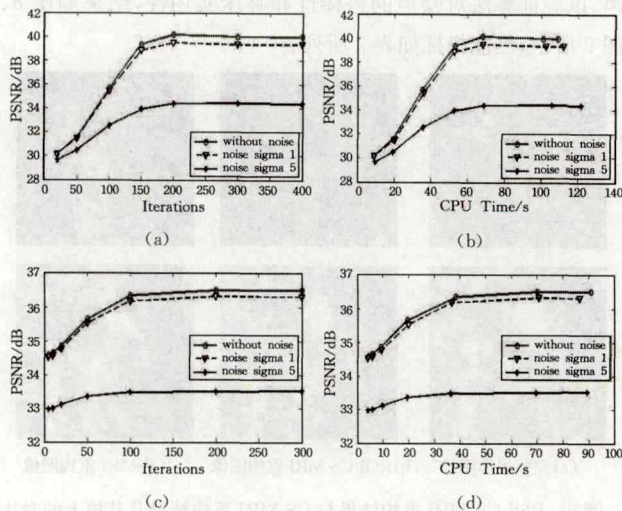 42
40
38
36
34
32
30
28
PSNR/dB
0 50 100 150 200 250 300 350 400
Iterations
without noise
noise sigma 1
noise sigma 5
(a)
42
40
38
36
34
32
30
28
PSNR/dB
0 20 40 60 80 100 120
CPU Time/s
without noise
noise sigma 1
noise sigma 5
(b)
37
36
35
34
33
32
PSNR/dB
0 50 100 150 200 250 300
Iterations
without noise
noise sigma 1
noise sigma 5
(c)
37
36
35
34
33
32
PSNR/dB
0 10 20 30 40 50 60 70 80 90 100
CPU Time/s
without noise
noise sigma 1
noise sigma 5
(d)